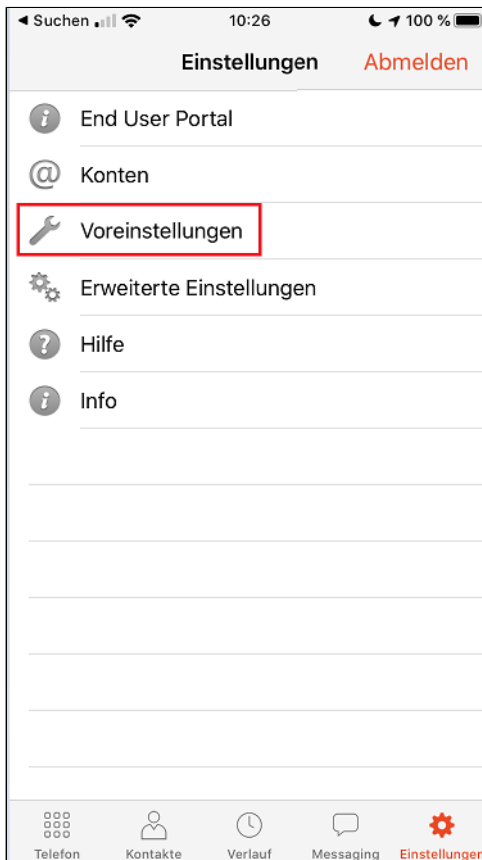 ◀ Suchen 10:26 100 %
Einstellungen Abmelden
End User Portal
Konten
Voreinstellungen
Erweiterte Einstellungen
Hilfe
Info
Telefon Kontakte Verlauf Messaging Einstellungen